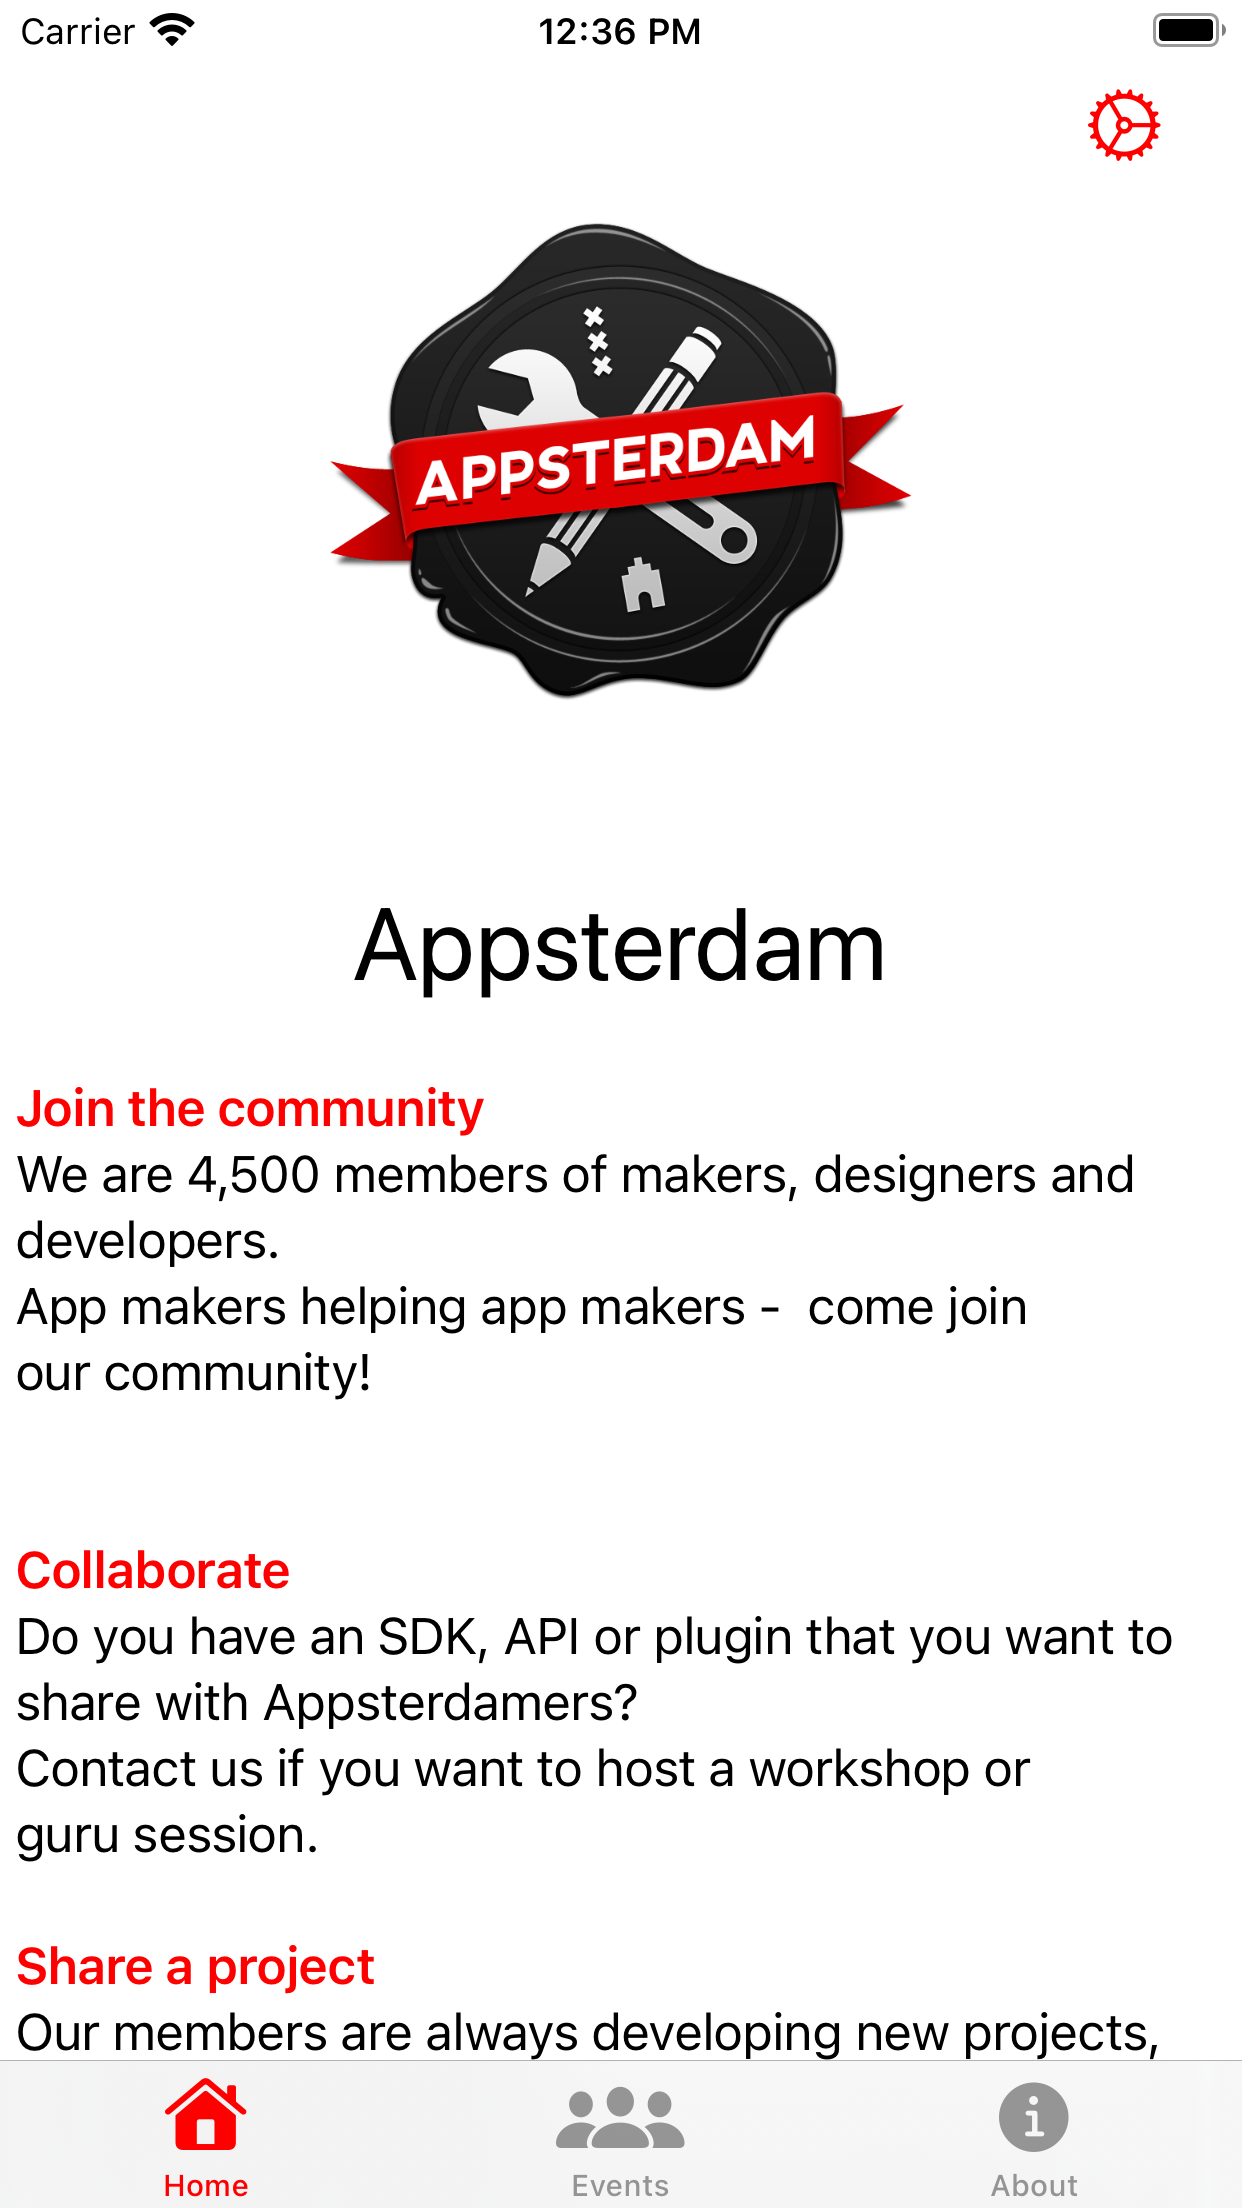 Carrier
12:36 PM
APPSTERDAM
Appsterdam
Join the community
We are 4,500 members of makers, designers and
developers.
App makers helping app makers -  come join
our community!
Collaborate
Do you have an SDK, API or plugin that you want to
share with Appsterdamers?
Contact us if you want to host a workshop or
guru session.
Share a project
Our members are always developing new projects,
Home
Events
About